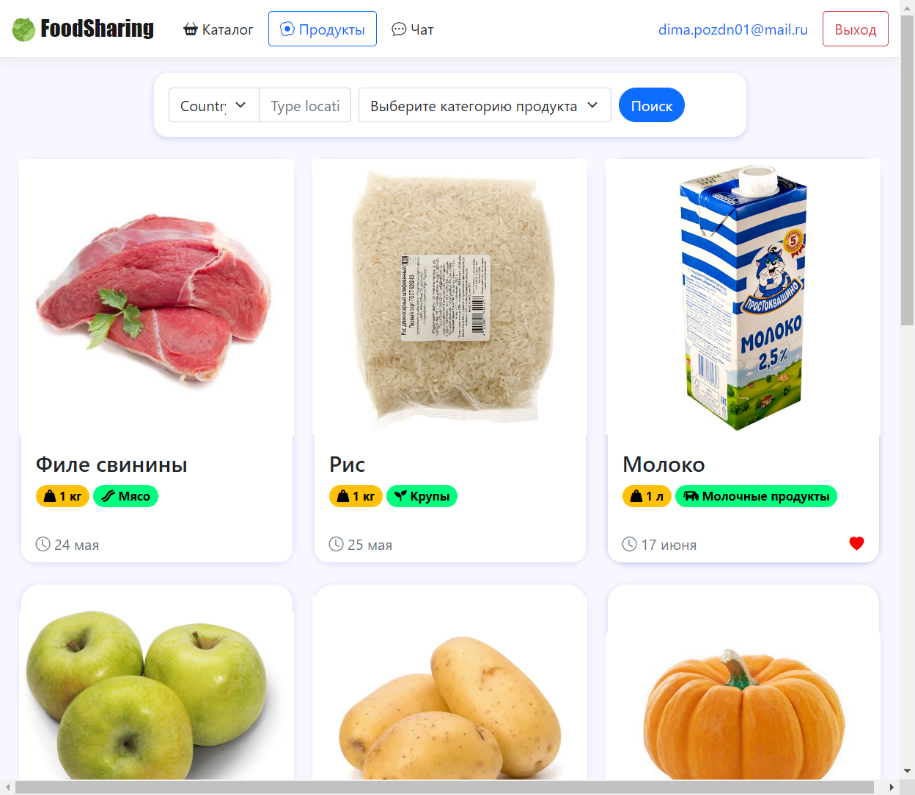 FoodSharing
Каталог
Продукты
Чат
dima.pozdn01@mail.ru
Выход
Countr
Type locati
Выберите категорию продукта
Поиск
5
ПРОСТОКВАШИНО
МОЛОКО
2,5%
Филе свинины
1 кг
Мясо
24 мая
Рис
1 кг
Крупы
25 мая
Молоко
1 л
Молочные продукты
17 июня